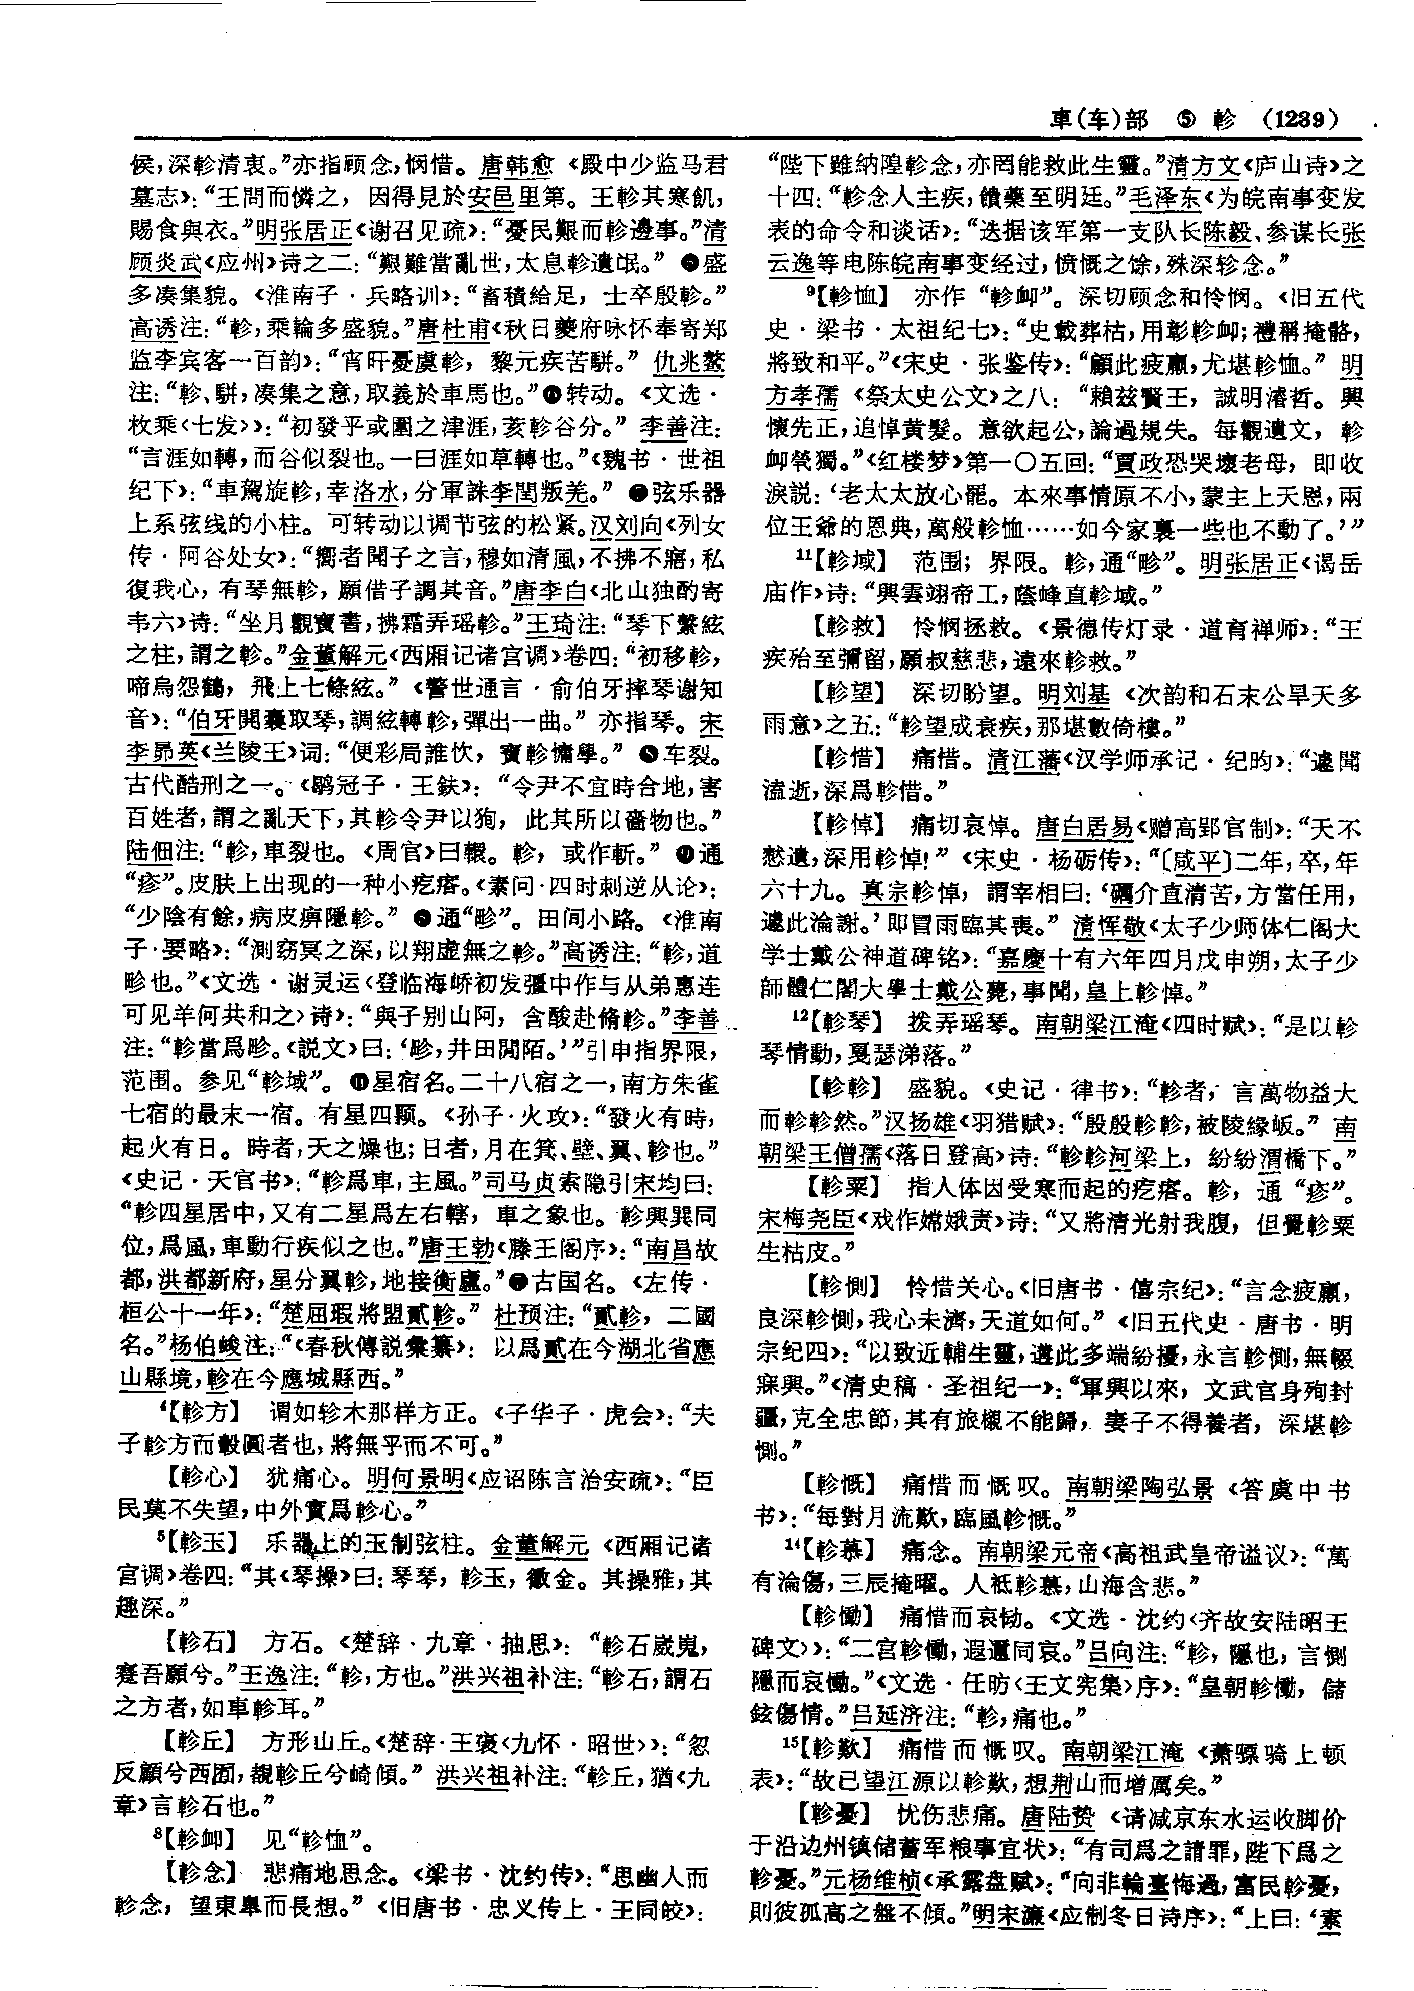 車(车)部 ⑤ 軫 (1239)
侯，深軫清衷。”亦指顾念，悯惜。唐韩愈《殿中少监马君
墓志》：“王問而憐之，因得見於安邑里第。王軫其寒飢，
賜食與衣。”明张居正《谢召见疏》：“憂民艱而軫邊事。”清
顾炎武《应州》诗之二：“艱難當亂世，太息軫遺氓。”❺盛
多凑集貌。《淮南子·兵略训》：“畜積給足，士卒殷軫。”
高诱注：“軫，乘輪多盛貌。”唐杜甫《秋日夔府咏怀奉寄郑
监李宾客一百韵》：“宵旰憂虞軫，黎元疾苦駢。”仇兆鳌
注：“軫、駢，凑集之意，取義於車馬也。”❻转动。《文选·
枚乘〈七发〉》：“初發乎或圍之津涯，荄軫谷分。”李善注：
“言涯如轉，而谷似裂也。一曰涯如草轉也。”《魏书·世祖
纪下》：“車駕旋軫，幸洛水，分軍誅李閏叛羌。”❼弦乐器
上系弦线的小柱。可转动以调节弦的松紧。汉刘向《列女
传·阿谷处女》：“嚮者聞子之言，穆如清風，不拂不寤，私
復我心，有琴無軫，願借子調其音。”唐李白《北山独酌寄
韦六》诗：“坐月觀寶書，拂霜弄瑶軫。”王琦注：“琴下繫絃
之柱，謂之軫。”金董解元《西厢记诸宫调》卷四：“初移軫，
啼烏怨鶴，飛上七條絃。”《警世通言·俞伯牙摔琴谢知
音》：“伯牙開囊取琴，調絃轉軫，彈出一曲。”亦指琴。宋
李昴英《兰陵王》词：“便彩局誰忺，寶軫慵學。”❽车裂。
古代酷刑之一。《鹖冠子·王鈇》：“令尹不宜時合地，害
百姓者，謂之亂天下，其軫令尹以狥，此其所以嗇物也。”
陆佃注：“軫，車裂也。《周官》曰轘。軫，或作斬。”❾通
“疹”。皮肤上出现的一种小疙瘩。《素问·四时刺逆从论》：
“少陰有餘，病皮痹隱軫。”❿通“畛”。田间小路。《淮南
子·要略》：“測窈冥之深，以翔虚無之軫。”高诱注：“軫，道
畛也。”《文选·谢灵运〈登临海峤初发彊中作与从弟惠连
可见羊何共和之〉诗》：“與子别山阿，含酸赴脩軫。”李善
注：“軫當爲畛。《説文》曰：‘畛，井田間陌。’”引申指界限，
范围。参见“軫域”。⓫星宿名。二十八宿之一，南方朱雀
七宿的最末一宿。有星四颗。《孙子·火攻》：“發火有時，
起火有日。時者，天之燥也；日者，月在箕、壁、翼、軫也。”
《史记·天官书》：“軫爲車，主風。”司马贞索隐引宋均曰：
“軫四星居中，又有二星爲左右轄，車之象也。軫與巽同
位，爲風，車動行疾似之也。”唐王勃《滕王阁序》：“南昌故
都，洪都新府，星分翼軫，地接衡廬。”⓬古国名。《左传·
桓公十一年》：“楚屈瑕將盟貳軫。”杜预注：“貳軫，二國
名。”杨伯峻注：“《春秋傳説彙纂》：以爲貳在今湖北省應
山縣境，軫在今應城縣西。”
⁴【軫方】 谓如轸木那样方正。《子华子·虎会》：“夫
子軫方而轂圓者也，將無乎而不可。”
【軫心】 犹痛心。明何景明《应诏陈言治安疏》：“臣
民莫不失望，中外實爲軫心。”
⁵【軫玉】 乐器上的玉制弦柱。金董解元《西厢记诸
宫调》卷四：“其《琴操》曰：琴琴，軫玉，徽金。其操雅，其
趣深。”
【軫石】 方石。《楚辞·九章·抽思》：“軫石崴嵬，
蹇吾願兮。”王逸注：“軫，方也。”洪兴祖补注：“軫石，謂石
之方者，如車軫耳。”
【軫丘】 方形山丘。《楚辞·王褒〈九怀·昭世〉》：“忽
反顧兮西囿，覩軫丘兮崎傾。”洪兴祖补注：“軫丘，猶《九
章》言軫石也。”
⁸【軫卹】 见“軫恤”。
【軫念】 悲痛地思念。《梁书·沈约传》：“思幽人而
軫念，望東皋而長想。”《旧唐书·忠义传上·王同皎》：
“陛下雖納隍軫念，亦罔能救此生靈。”清方文《庐山诗》之
十四：“軫念人主疾，饋藥至明廷。”毛泽东《为皖南事变发
表的命令和谈话》：“迭据该军第一支队长陈毅、参谋长张
云逸等电陈皖南事变经过，愤慨之馀，殊深轸念。”
⁹【軫恤】 亦作“軫卹”。深切顾念和怜悯。《旧五代
史·梁书·太祖纪七》：“史載葬枯，用彰軫卹；禮稱掩骼，
將致和平。”《宋史·张鉴传》：“顧此疲羸，尤堪軫恤。”明
方孝孺《祭太史公文》之八：“賴兹賢王，誠明濬哲。興
懷先正，追悼黄髮。意欲起公，論過規失。每觀遺文，軫
卹煢獨。”《红楼梦》第一〇五回：“賈政恐哭壞老母，即收
淚説：‘老太太放心罷。本來事情原不小，蒙主上天恩，兩
位王爺的恩典，萬般軫恤……如今家裏一些也不動了。’”
¹¹【軫域】 范围；界限。軫，通“畛”。明张居正《谒岳
庙作》诗：“興雲翊帝工，蔭峰直軫域。”
【軫救】 怜悯拯救。《景德传灯录·道育禅师》：“王
疾殆至彌留，願叔慈悲，遠來軫救。”
【軫望】 深切盼望。明刘基《次韵和石末公旱天多
雨意》之五：“軫望成衰疾，那堪數倚樓。”
【軫惜】 痛惜。清江藩《汉学师承记·纪昀》：“遽聞
溘逝，深爲軫惜。”
【軫悼】 痛切哀悼。唐白居易《赠高郢官制》：“天不
憖遺，深用軫悼！”《宋史·杨砺传》：“〔咸平〕二年，卒，年
六十九。真宗軫悼，謂宰相曰：‘礪介直清苦，方當任用，
遽此淪謝。’即冒雨臨其喪。”清恽敬《太子少师体仁阁大
学士戴公神道碑铭》：“嘉慶十有六年四月戊申朔，太子少
師體仁閣大學士戴公薨，事聞，皇上軫悼。”
¹²【軫琴】 拨弄瑶琴。南朝梁江淹《四时赋》：“是以軫
琴情動，戛瑟涕落。”
【軫軫】 盛貌。《史记·律书》：“軫者，言萬物益大
而軫軫然。”汉扬雄《羽猎赋》：“殷殷軫軫，被陵緣岅。”南
朝梁王僧孺《落日登高》诗：“軫軫河梁上，紛紛渭橋下。”
【軫粟】 指人体因受寒而起的疙瘩。軫，通“疹”。
宋梅尧臣《戏作嫦娥责》诗：“又將清光射我腹，但覺軫粟
生枯皮。”
【軫惻】 怜惜关心。《旧唐书·僖宗纪》：“言念疲羸，
良深軫惻，我心未濟，天道如何。”《旧五代史·唐书·明
宗纪四》：“以致近輔生靈，遘此多端紛擾，永言軫惻，無輟
寐興。”《清史稿·圣祖纪一》：“軍興以來，文武官身殉封
疆，克全忠節，其有旅櫬不能歸，妻子不得養者，深堪軫
惻。”
【軫慨】 痛惜而慨叹。南朝梁陶弘景《答虞中书
书》：“每對月流歎，臨風軫慨。”
¹⁴【軫慕】 痛念。南朝梁元帝《高祖武皇帝谥议》：“萬
有淪傷，三辰掩曜。人祇軫慕，山海含悲。”
【軫慟】 痛惜而哀恸。《文选·沈约〈齐故安陆昭王
碑文〉》：“二宫軫慟，遐邇同哀。”吕向注：“軫，隱也，言惻
隱而哀慟。”《文选·任昉〈王文宪集〉序》：“皇朝軫慟，儲
鉉傷情。”吕延济注：“軫，痛也。”
¹⁵【軫歎】 痛惜而慨叹。南朝梁江淹《萧骠骑上顿
表》：“故已望江源以軫歎，想荆山而增厲矣。”
【軫憂】 忧伤悲痛。唐陆贽《请减京东水运收脚价
于沿边州镇储蓄军粮事宜状》：“有司爲之請罪，陛下爲之
軫憂。”元杨维桢《承露盘赋》：“向非輪臺悔過，富民軫憂，
則彼孤高之盤不傾。”明宋濂《应制冬日诗序》：“上曰：‘素